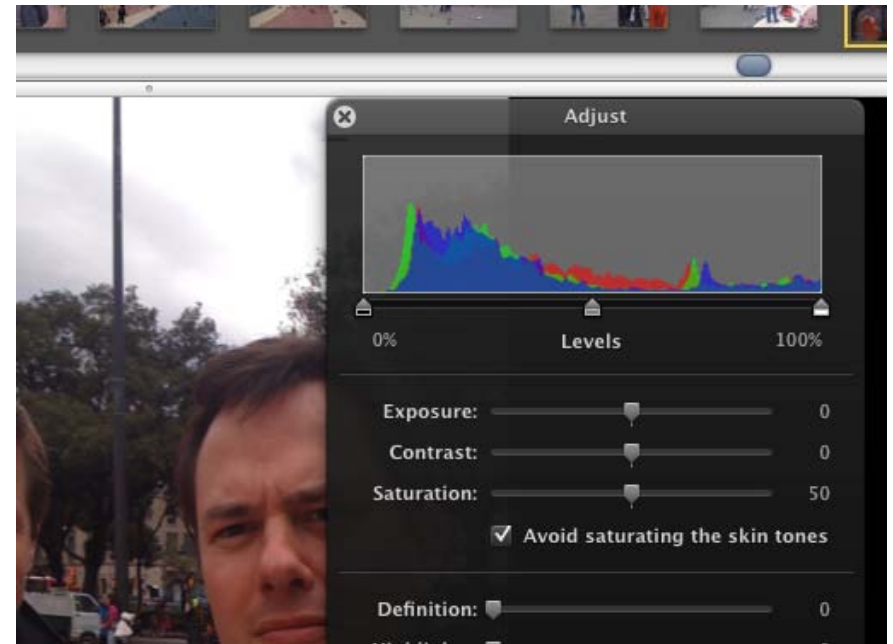 Adjust
0% Levels 100%
Exposure: 0
Contrast: 0
Saturation: 50
Avoid saturating the skin tones
Definition: 0